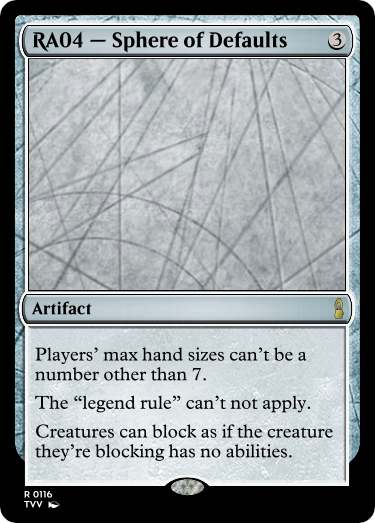 RA04 — Sphere of Defaults 3
Artifact
Players’ max hand sizes can’t be a
number other than 7.
The “legend rule” can’t not apply.
Creatures can block as if the creature
they’re blocking has no abilities.
R 0116
TVV